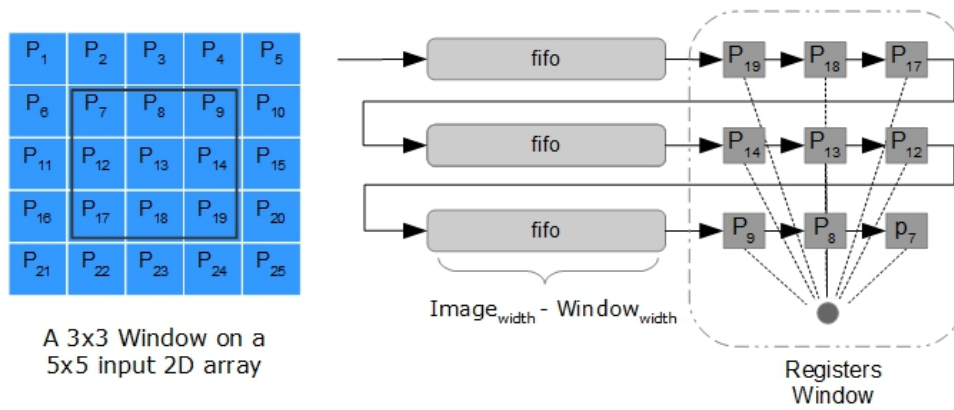 P1 P2 P3 P4 P5
P6 P7 P8 P9 P10
P11 P12 P13 P14 P15
P16 P17 P18 P19 P20
P21 P22 P23 P24 P25
A 3x3 Window on a
5x5 input 2D array
fifo P19 P18 P17
fifo P14 P13 P12
fifo P9 P8 p7
Imagewidth - Windowwidth
Registers
Window